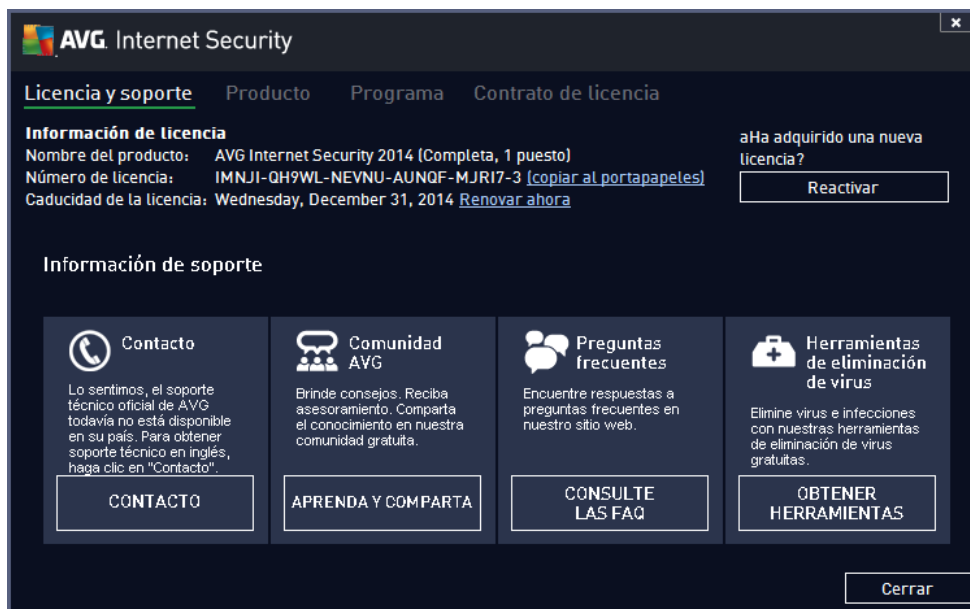 AVG. Internet Security
Licencia y soporte Producto Programa Contrato de licencia
Información de licencia
Nombre del producto: AVG Internet Security 2014 (Completa, 1 puesto)
Número de licencia: IMNJI-QH9WL-NEVNU-AUNQF-MJRI7-3 (copiar al portapapeles)
Caducidad de la licencia: Wednesday, December 31, 2014 Renovar ahora
aHa adquirido una nueva
licencia?
Reactivar
Información de soporte
Contacto
Lo sentimos, el soporte
técnico oficial de AVG
todavía no está disponible
en su país. Para obtener
soporte técnico en inglés,
haga clic en "Contacto".
CONTACTO
Comunidad
AVG
Brinde consejos. Reciba
asesoramiento. Comparta
el conocimiento en nuestra
comunidad gratuita.
APRENDA Y COMPARTA
Preguntas
frecuentes
Encuentre respuestas a
preguntas frecuentes en
nuestro sitio web.
CONSULTE
LAS FAQ
Herramientas
de eliminación
de virus
Elimine virus e infecciones
con nuestras herramientas
de eliminación de virus
gratuitas.
OBTENER
HERRAMIENTAS
Cerrar